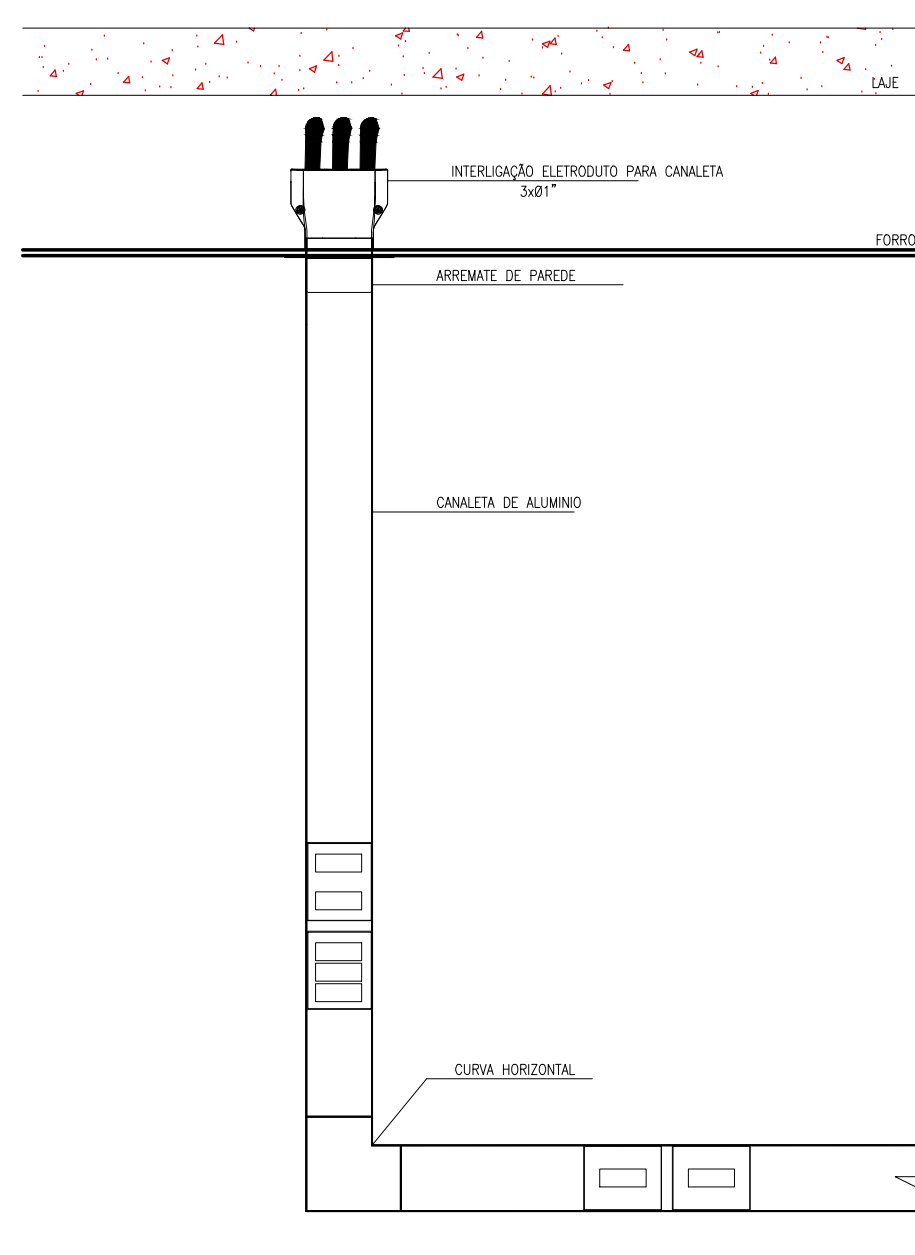 LAJE
INTERLIGAÇÃO ELETRODUTO PARA CANALETA
3xØ1"
FORRO
ARREMATE DE PAREDE
CANALETA DE ALUMINIO
CURVA HORIZONTAL